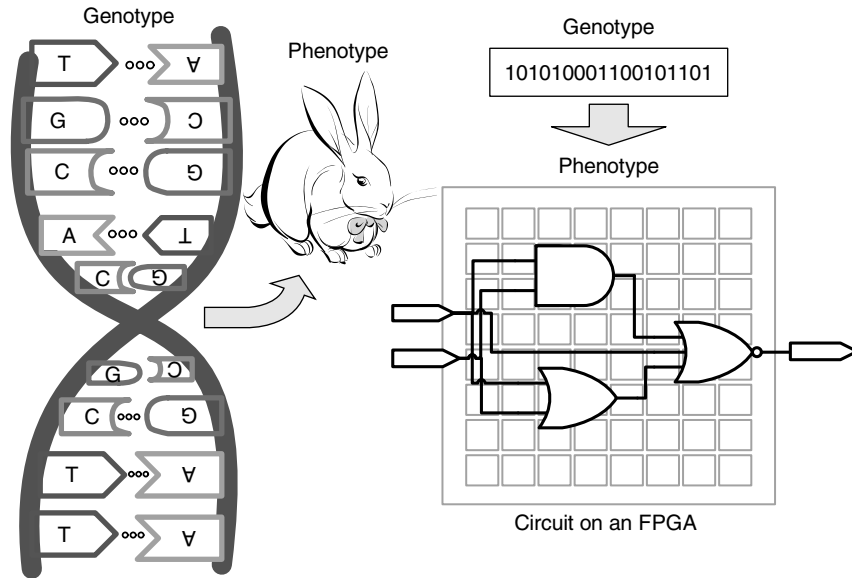 Genotype
T A
G C
C G
A T
C G
G C
C G
T A
T A
Phenotype
Genotype
101010001100101101
Phenotype
Circuit on an FPGA